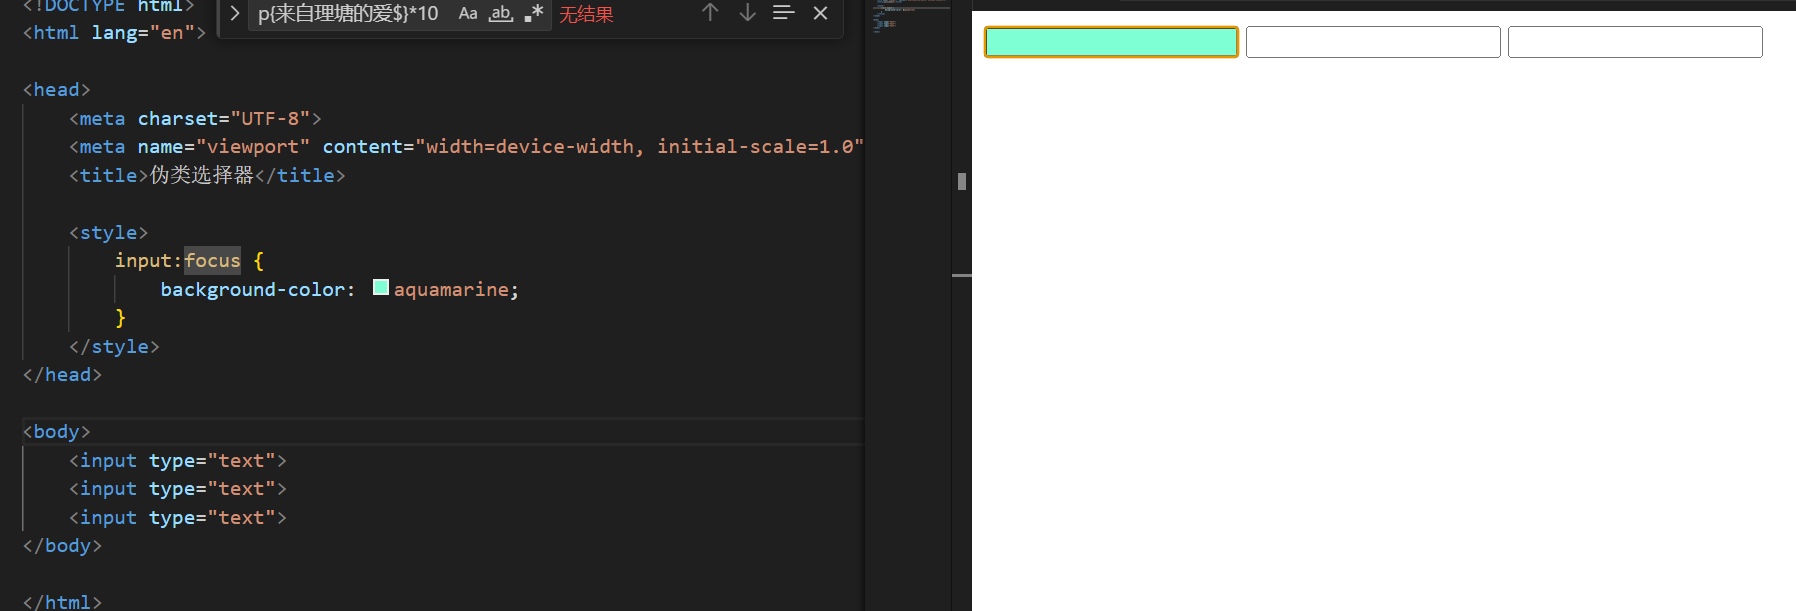 <!DOCTYPE html>
p{来自理塘的爱$}*10 Aa ab .* 无结果
<html lang="en">
<head>
<meta charset="UTF-8">
<meta name="viewport" content="width=device-width, initial-scale=1.0"
<title>伪类选择器</title>
<style>
input:focus {
background-color: aquamarine;
}
</style>
</head>
<body>
<input type="text">
<input type="text">
<input type="text">
</body>
</html>